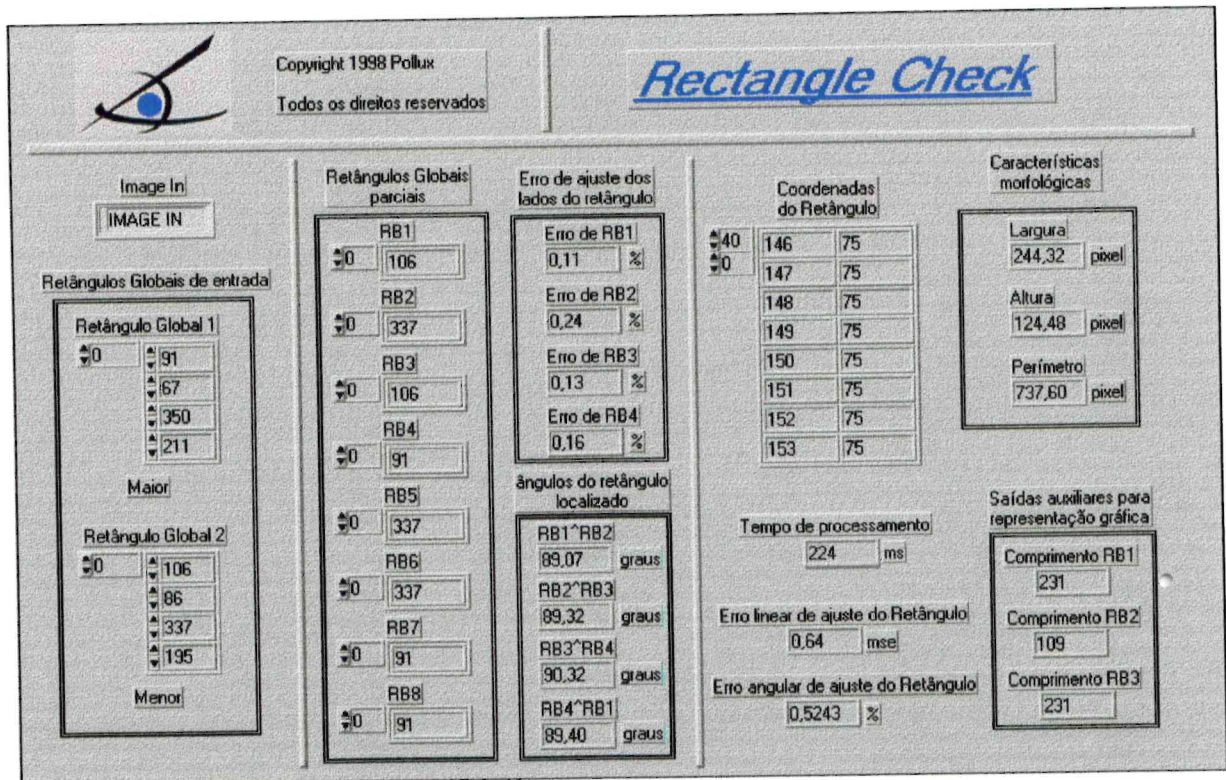 Copyright 1998 Pollux
Todos os direitos reservados
Rectangle Check
Image In
IMAGE IN
Retângulos Globais de entrada
Retângulo Global 1
0
91
67
350
211
Maior
Retângulo Global 2
0
106
86
337
195
Menor
Retângulos Globais
parciais
RB1
0 106
RB2
0 337
RB3
0 106
RB4
0 91
RB5
0 337
RB6
0 337
RB7
0 91
RB8
0 91
Erro de ajuste dos
lados do retângulo
Erro de RB1
0,11 %
Erro de RB2
0,24 %
Erro de RB3
0,13 %
Erro de RB4
0,16 %
ângulos do retângulo
localizado
RB1^RB2
89,07 graus
RB2^RB3
89,32 graus
RB3^RB4
90,32 graus
RB4^RB1
89,40 graus
Coordenadas
do Retângulo
40 146 75
0 147 75
148 75
149 75
150 75
151 75
152 75
153 75
Tempo de processamento
224 ms
Erro linear de ajuste do Retângulo
0,64 mse
Erro angular de ajuste do Retângulo
0,5243 %
Características
morfológicas
Largura
244,32 pixel
Altura
124,48 pixel
Perímetro
737,60 pixel
Saídas auxiliares para
representação gráfica
Comprimento RB1
231
Comprimento RB2
109
Comprimento RB3
231